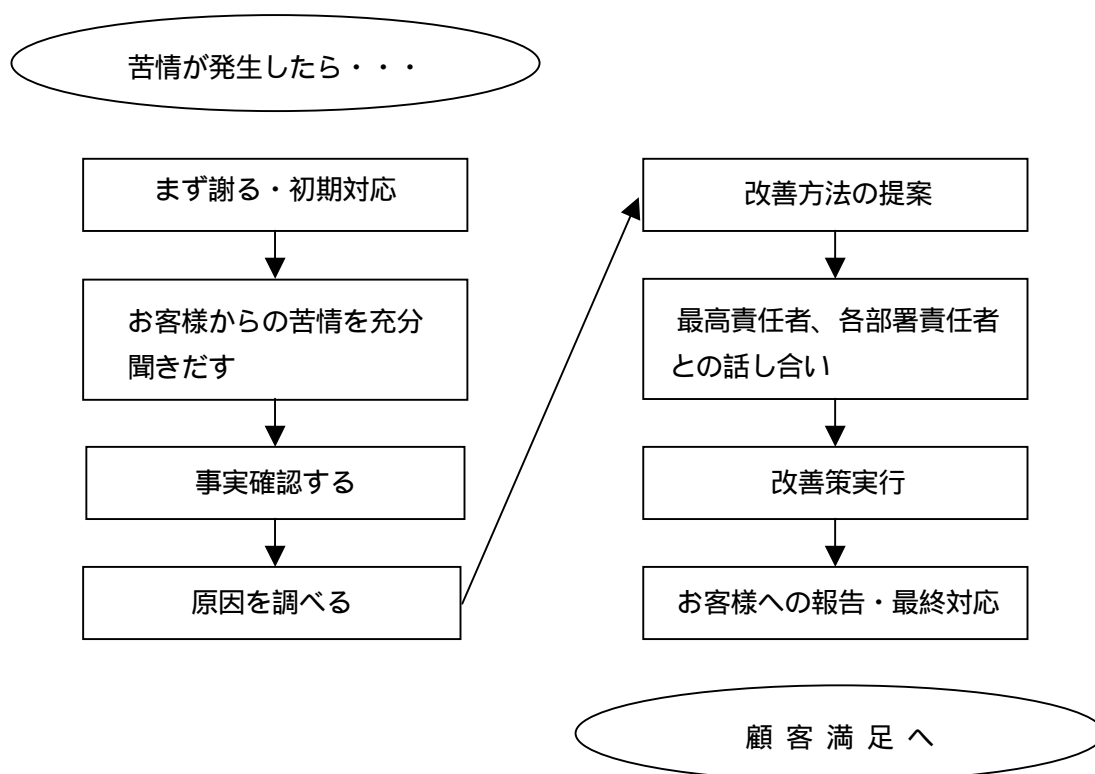 苦情が発生したら・・・
まず謝る・初期対応
お客様からの苦情を充分
聞きだす
事実確認する
原因を調べる
改善方法の提案
最高責任者、各部署責任者
との話し合い
改善策実行
お客様への報告・最終対応
顧 客 満 足 へ